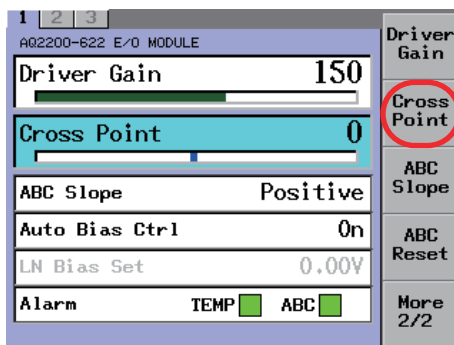 1 2 3
AQ2200-622 E/O MODULE
Driver Gain 150
Cross Point 0
ABC Slope Positive
Auto Bias Ctrl On
LN Bias Set 0.00V
Alarm TEMP ABC
Driver
Gain
Cross
Point
ABC
Slope
ABC
Reset
More
2/2